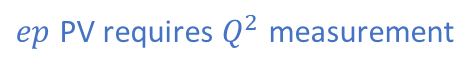 ep PV requires Q² measurement